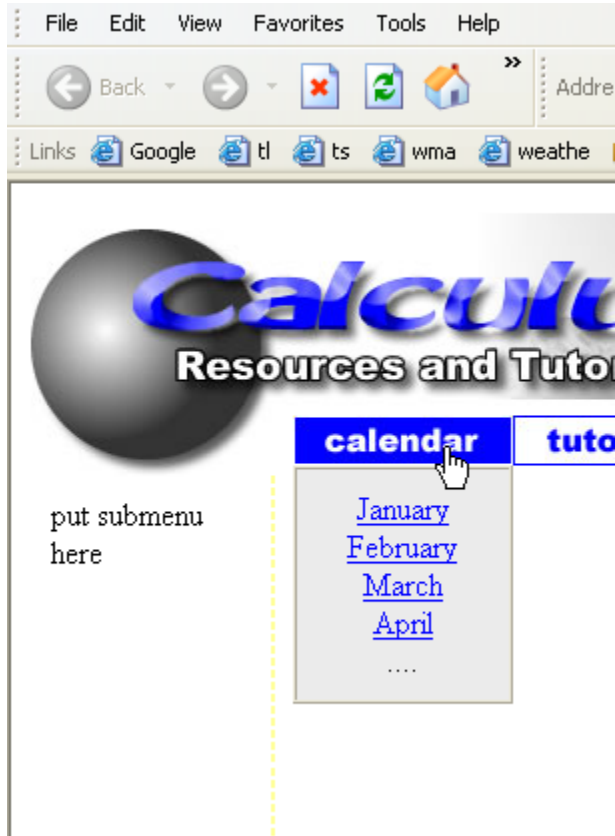 File Edit View Favorites Tools Help
Back » Addre
Links Google tl ts wma weathe
Calculu
Resources and Tutor
calendar tuto
put submenu
here
January
February
March
April
....